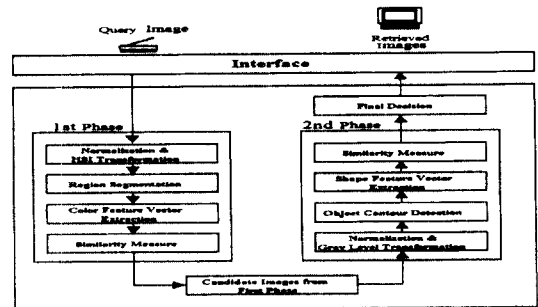 Query Image
Retrieved
Images
Interface
1st Phase
Normalization &
HSI Transformation
Region Segmentation
Color Feature Vector
Extraction
Similarity Measure
Candidate Images from
First Phase
2nd Phase
Final Decision
Similarity Measure
Shape Feature Vector
Extraction
Object Contour Detection
Normalization &
Gray Level Transformation